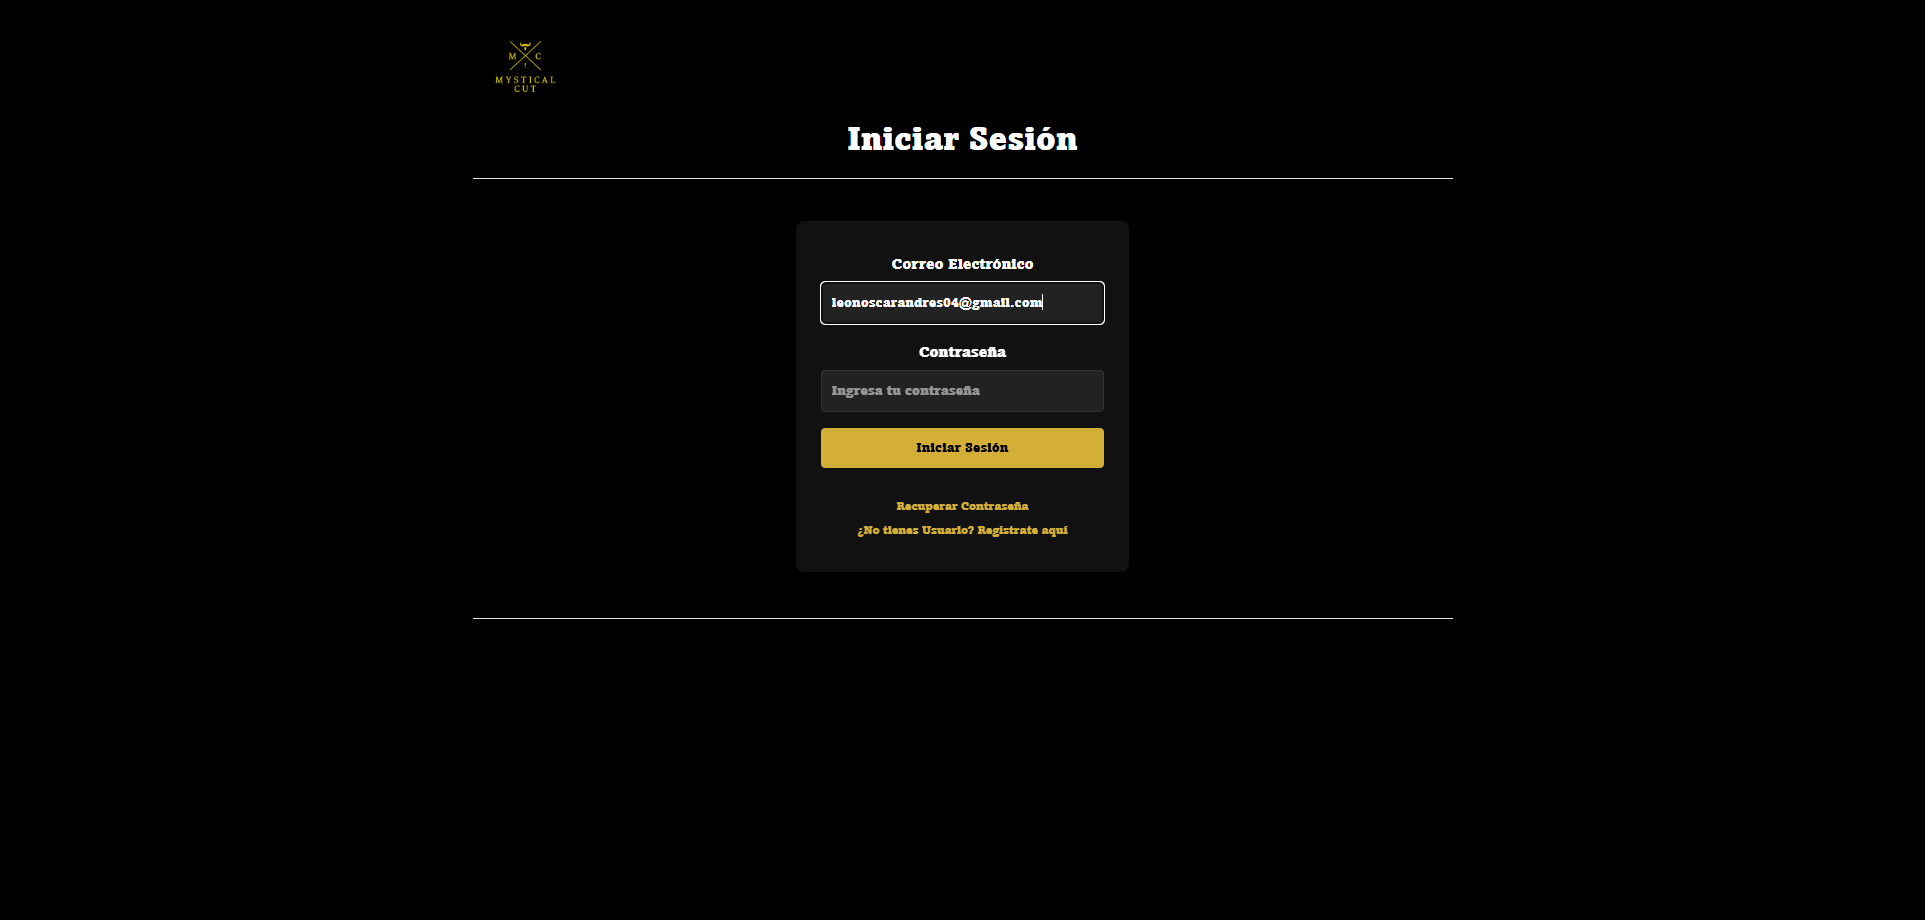 M C
MYSTICAL
CUT
Iniciar Sesión
Correo Electrónico
leonoscarandres04@gmail.com
Contraseña
Ingresa tu contraseña
Iniciar Sesión
Recuperar Contraseña
¿No tienes Usuario? Regístrate aquí